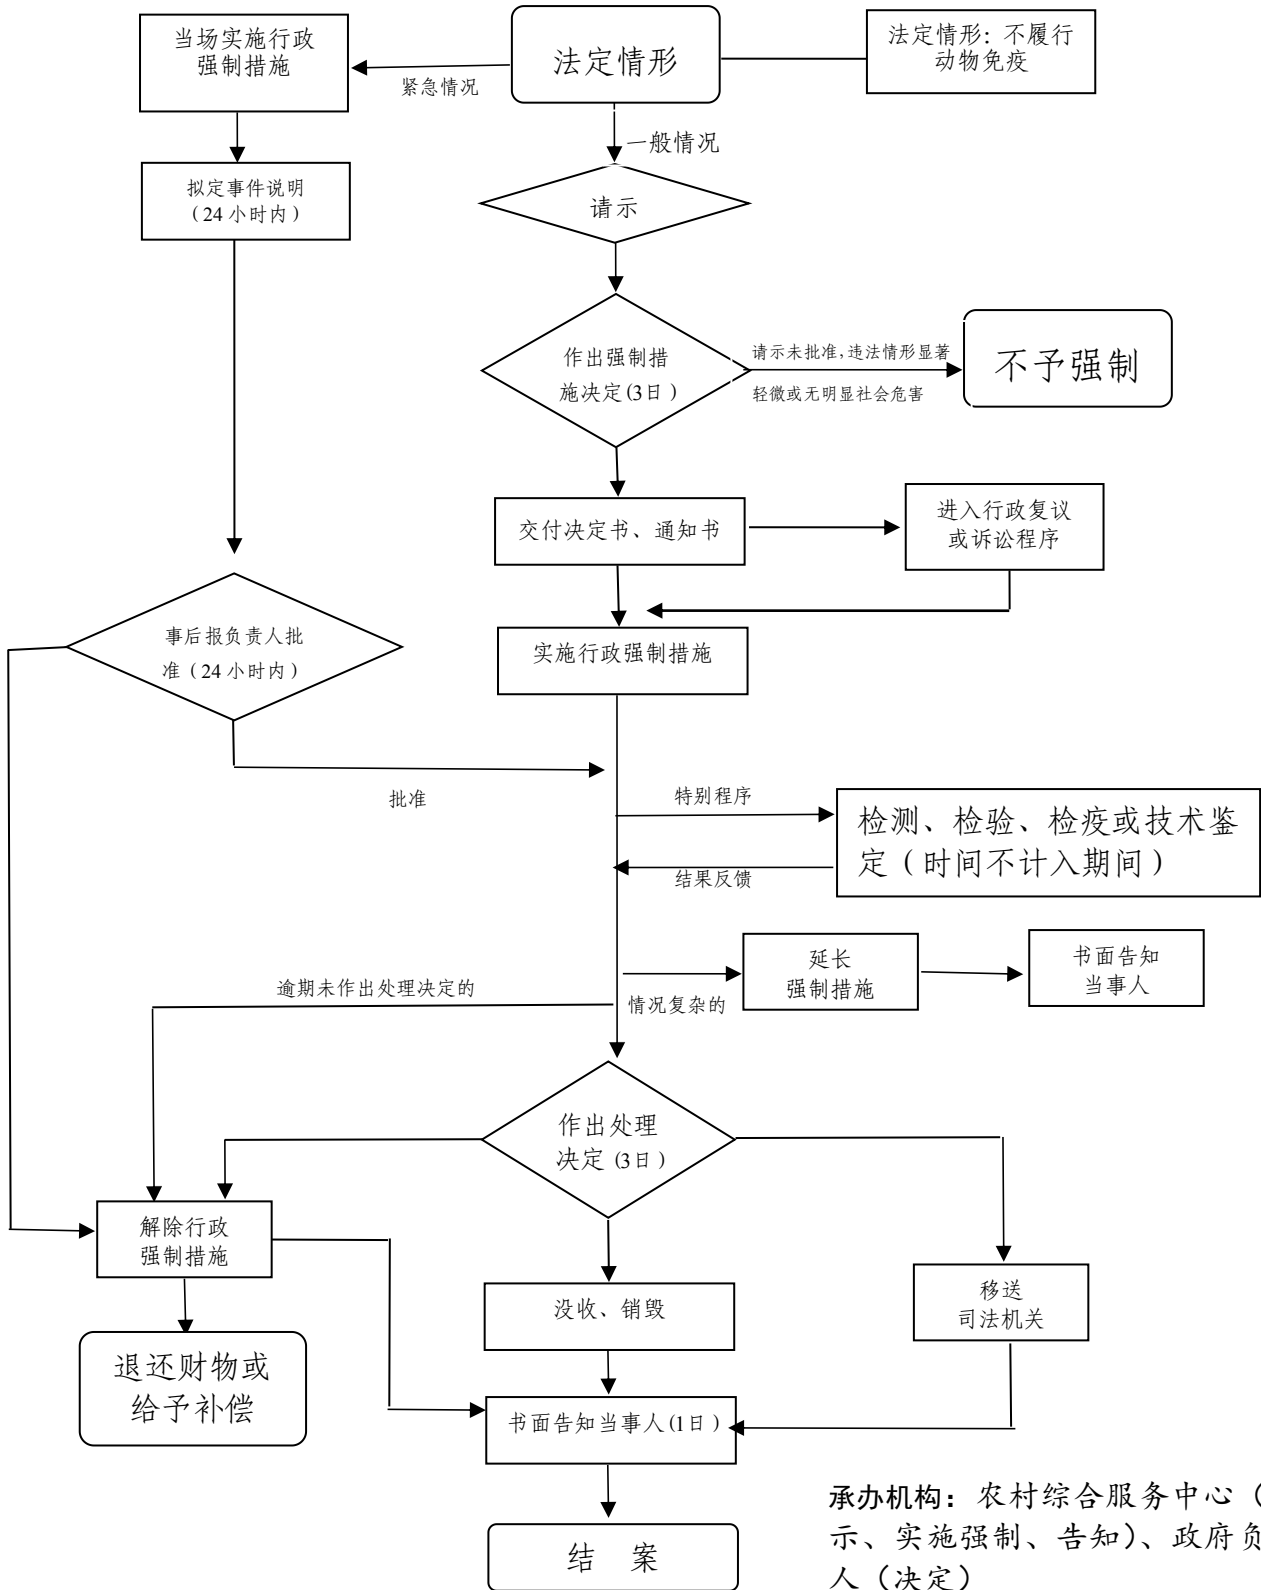 当场实施行政
强制措施
法定情形
法定情形：不履行
动物免疫
紧急情况
一般情况
拟定事件说明
（24小时内）
请示
作出强制措
施决定(3日)
请示未批准,违法情形显著
轻微或无明显社会危害
不予强制
交付决定书、通知书
进入行政复议
或诉讼程序
事后报负责人批
准（24小时内）
实施行政强制措施
批准
特别程序
检测、检验、检疫或技术鉴
定（时间不计入期间）
结果反馈
延长
强制措施
书面告知
当事人
逾期未作出处理决定的
情况复杂的
作出处理
决定(3日)
解除行政
强制措施
没收、销毁
移送
司法机关
退还财物或
给予补偿
书面告知当事人(1日)
结 案
承办机构：农村综合服务中心（
示、实施强制、告知）、政府负
人（决定）